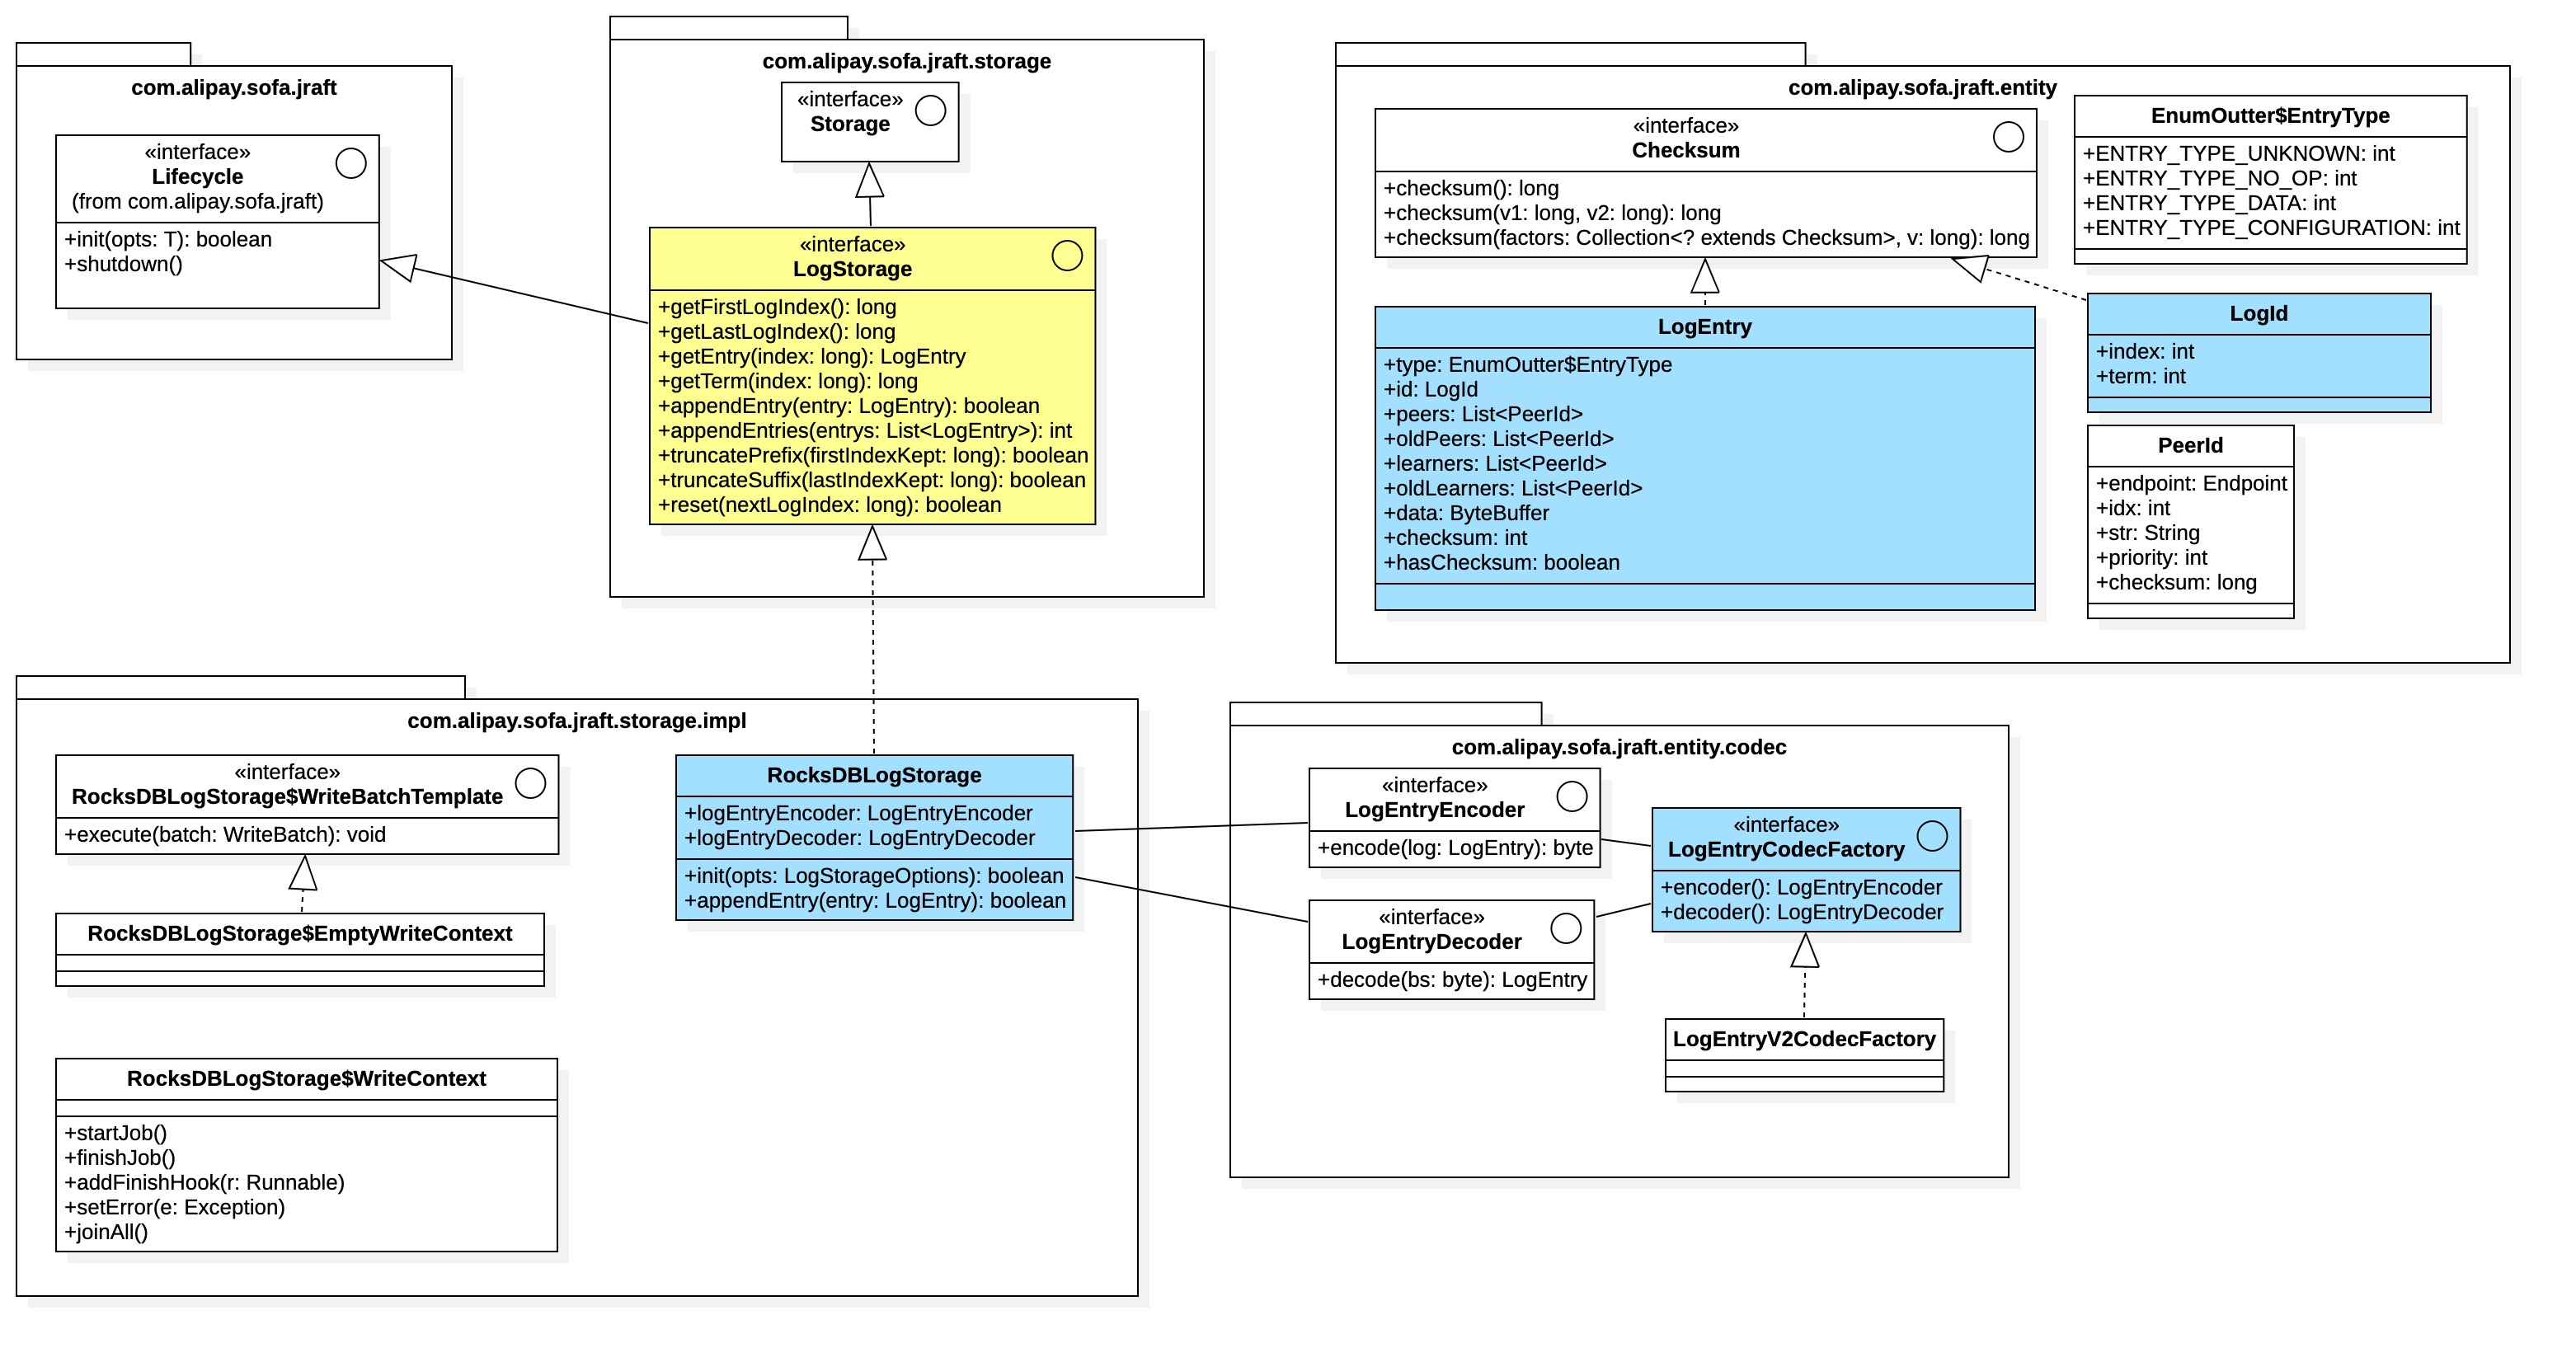 com.alipay.sofa.jraft
«interface»
Lifecycle
(from com.alipay.sofa.jraft)
+init(opts: T): boolean
+shutdown()
com.alipay.sofa.jraft.storage
«interface»
Storage
«interface»
LogStorage
+getFirstLogIndex(): long
+getLastLogIndex(): long
+getEntry(index: long): LogEntry
+getTerm(index: long): long
+appendEntry(entry: LogEntry): boolean
+appendEntries(entrys: List<LogEntry>): int
+truncatePrefix(firstIndexKept: long): boolean
+truncateSuffix(lastIndexKept: long): boolean
+reset(nextLogIndex: long): boolean
com.alipay.sofa.jraft.entity
«interface»
Checksum
+checksum(): long
+checksum(v1: long, v2: long): long
+checksum(factors: Collection<? extends Checksum>, v: long): long
EnumOutter$EntryType
+ENTRY_TYPE_UNKNOWN: int
+ENTRY_TYPE_NO_OP: int
+ENTRY_TYPE_DATA: int
+ENTRY_TYPE_CONFIGURATION: int
LogEntry
+type: EnumOutter$EntryType
+id: LogId
+peers: List<PeerId>
+oldPeers: List<PeerId>
+learners: List<PeerId>
+oldLearners: List<PeerId>
+data: ByteBuffer
+checksum: int
+hasChecksum: boolean
LogId
+index: int
+term: int
PeerId
+endpoint: Endpoint
+idx: int
+str: String
+priority: int
+checksum: long
com.alipay.sofa.jraft.storage.impl
«interface»
RocksDBLogStorage$WriteBatchTemplate
+execute(batch: WriteBatch): void
RocksDBLogStorage$EmptyWriteContext
RocksDBLogStorage$WriteContext
+startJob()
+finishJob()
+addFinishHook(r: Runnable)
+setError(e: Exception)
+joinAll()
RocksDBLogStorage
+logEntryEncoder: LogEntryEncoder
+logEntryDecoder: LogEntryDecoder
+init(opts: LogStorageOptions): boolean
+appendEntry(entry: LogEntry): boolean
com.alipay.sofa.jraft.entity.codec
«interface»
LogEntryEncoder
+encode(log: LogEntry): byte
«interface»
LogEntryDecoder
+decode(bs: byte): LogEntry
«interface»
LogEntryCodecFactory
+encoder(): LogEntryEncoder
+decoder(): LogEntryDecoder
LogEntryV2CodecFactory